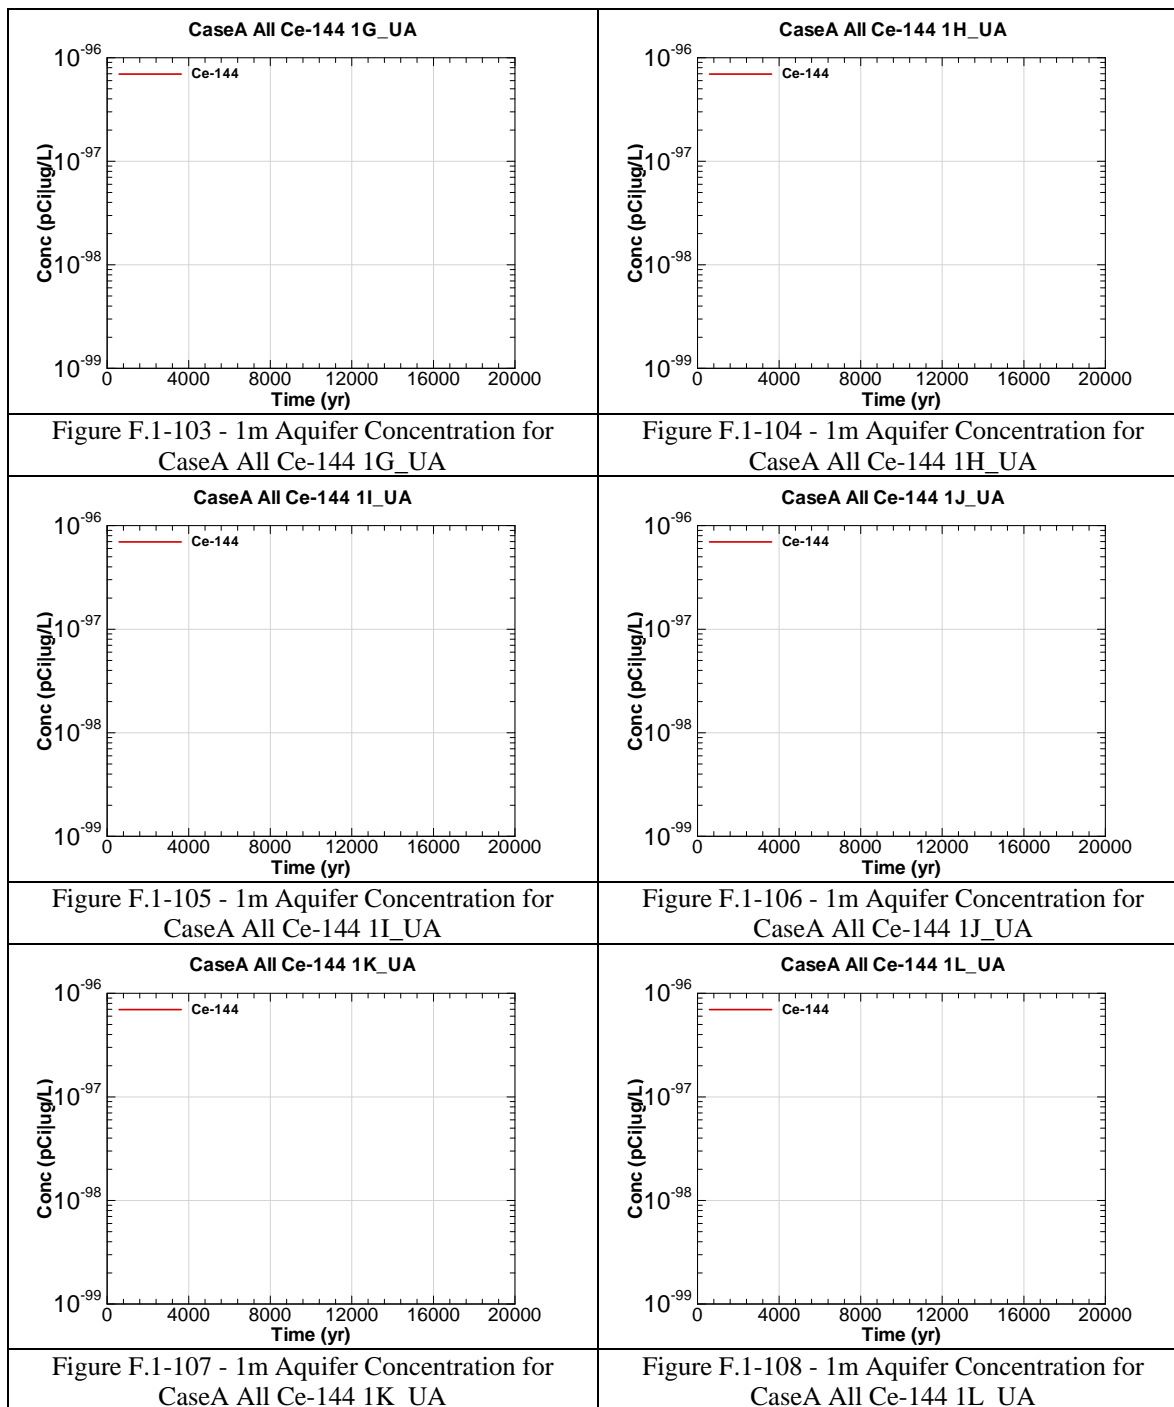 CaseA All Ce-144 1G_UA
10-96
Ce-144
10-97
10-98
10-99
Conc (pCi|ug/L)
0 4000 8000 12000 16000 20000
Time (yr)
Figure F.1-103 - 1m Aquifer Concentration for
CaseA All Ce-144 1G_UA
CaseA All Ce-144 1H_UA
10-96
Ce-144
10-97
10-98
10-99
Conc (pCi|ug/L)
0 4000 8000 12000 16000 20000
Time (yr)
Figure F.1-104 - 1m Aquifer Concentration for
CaseA All Ce-144 1H_UA
CaseA All Ce-144 1I_UA
10-96
Ce-144
10-97
10-98
10-99
Conc (pCi|ug/L)
0 4000 8000 12000 16000 20000
Time (yr)
Figure F.1-105 - 1m Aquifer Concentration for
CaseA All Ce-144 1I_UA
CaseA All Ce-144 1J_UA
10-96
Ce-144
10-97
10-98
10-99
Conc (pCi|ug/L)
0 4000 8000 12000 16000 20000
Time (yr)
Figure F.1-106 - 1m Aquifer Concentration for
CaseA All Ce-144 1J_UA
CaseA All Ce-144 1K_UA
10-96
Ce-144
10-97
10-98
10-99
Conc (pCi|ug/L)
0 4000 8000 12000 16000 20000
Time (yr)
Figure F.1-107 - 1m Aquifer Concentration for
CaseA All Ce-144 1K_UA
CaseA All Ce-144 1L_UA
10-96
Ce-144
10-97
10-98
10-99
Conc (pCi|ug/L)
0 4000 8000 12000 16000 20000
Time (yr)
Figure F.1-108 - 1m Aquifer Concentration for
CaseA All Ce-144 1L_UA